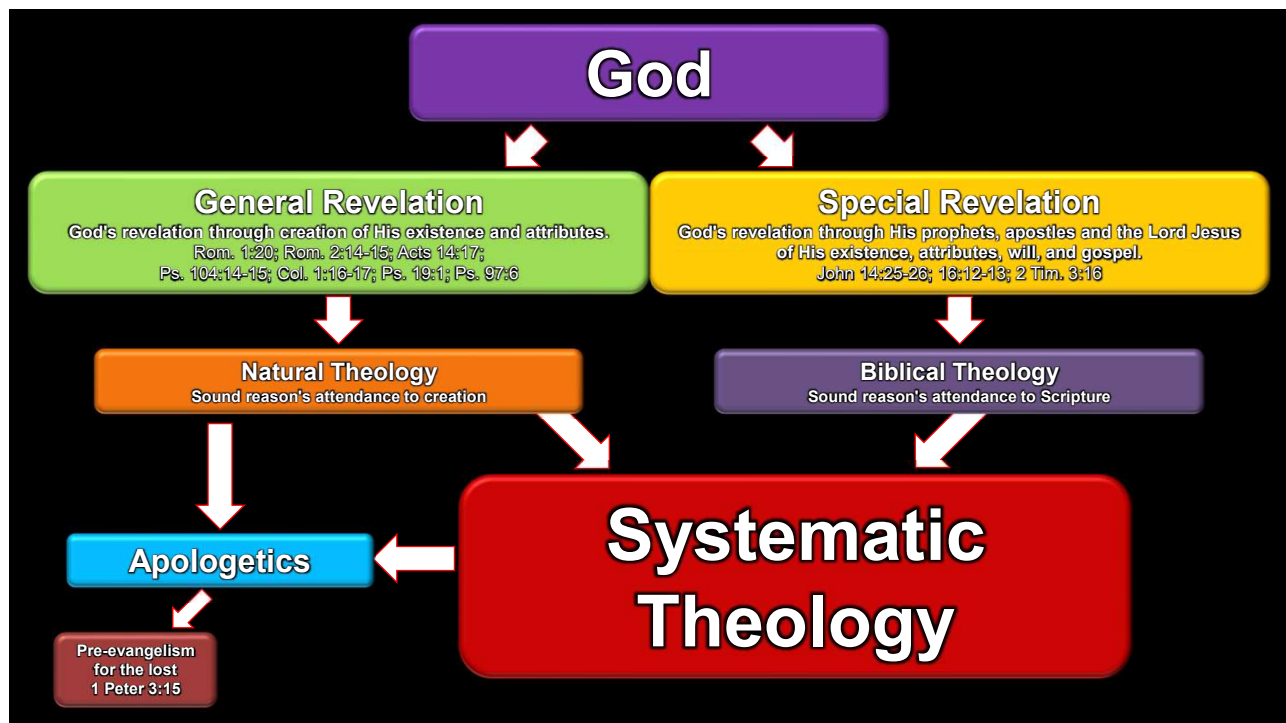 God
General Revelation
God's revelation through creation of His existence and attributes.
Rom. 1:20; Rom. 2:14-15; Acts 14:17;
Ps. 104:14-15; Col. 1:16-17; Ps. 19:1; Ps. 97:6
Special Revelation
God's revelation through His prophets, apostles and the Lord Jesus
of His existence, attributes, will, and gospel.
John 14:25-26; 16:12-13; 2 Tim. 3:16
Natural Theology
Sound reason's attendance to creation
Biblical Theology
Sound reason's attendance to Scripture
Systematic
Theology
Apologetics
Pre-evangelism
for the lost
1 Peter 3:15